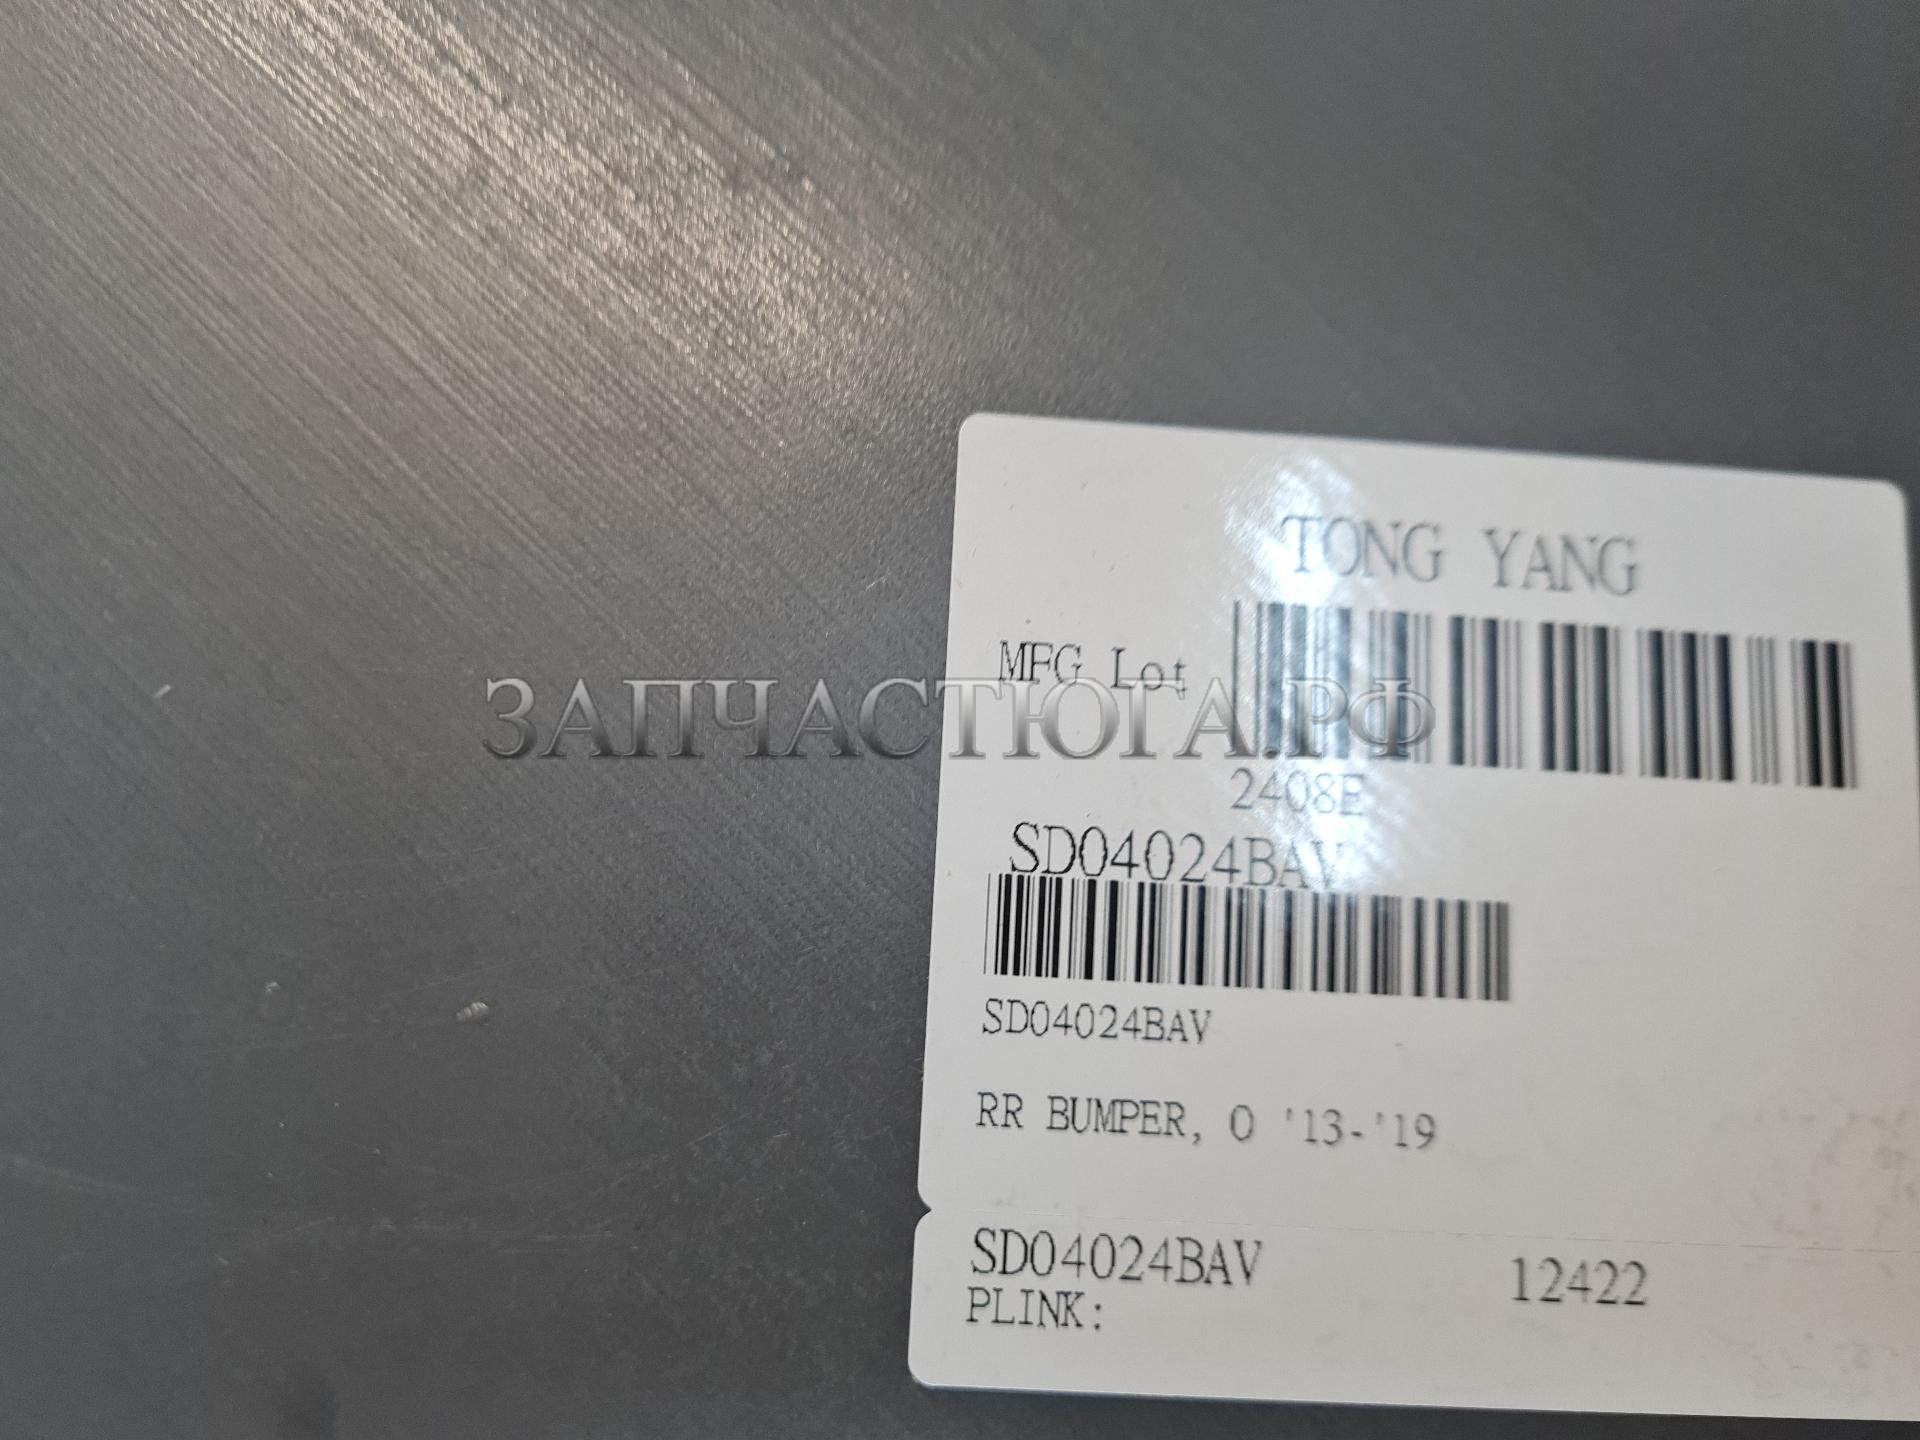 TONG YANG
MFG Lot
ЗАПЧАСТЮГА.РФ
2408E
SD04024BAV
SD04024BAV
RR BUMPER, O '13-'19
SD04024BAV 12422
PLINK: